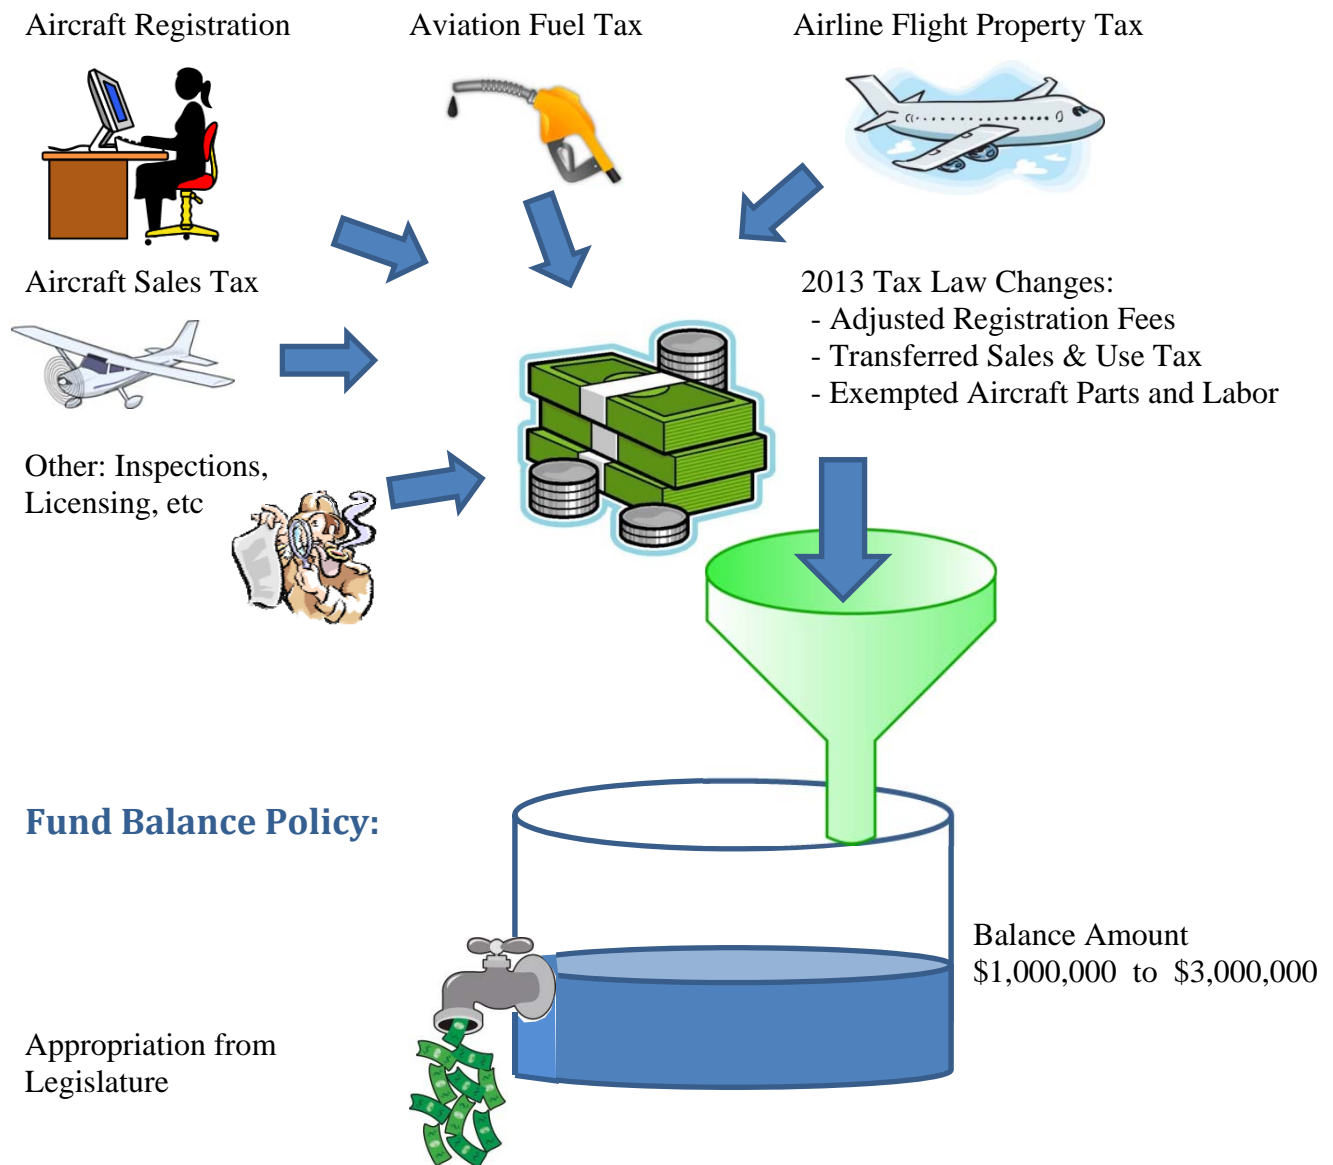 Aircraft Registration
Aviation Fuel Tax
Airline Flight Property Tax
Aircraft Sales Tax
2013 Tax Law Changes:
- Adjusted Registration Fees
- Transferred Sales & Use Tax
- Exempted Aircraft Parts and Labor
Other: Inspections,
Licensing, etc
Fund Balance Policy:
Balance Amount
$1,000,000 to $3,000,000
Appropriation from
Legislature